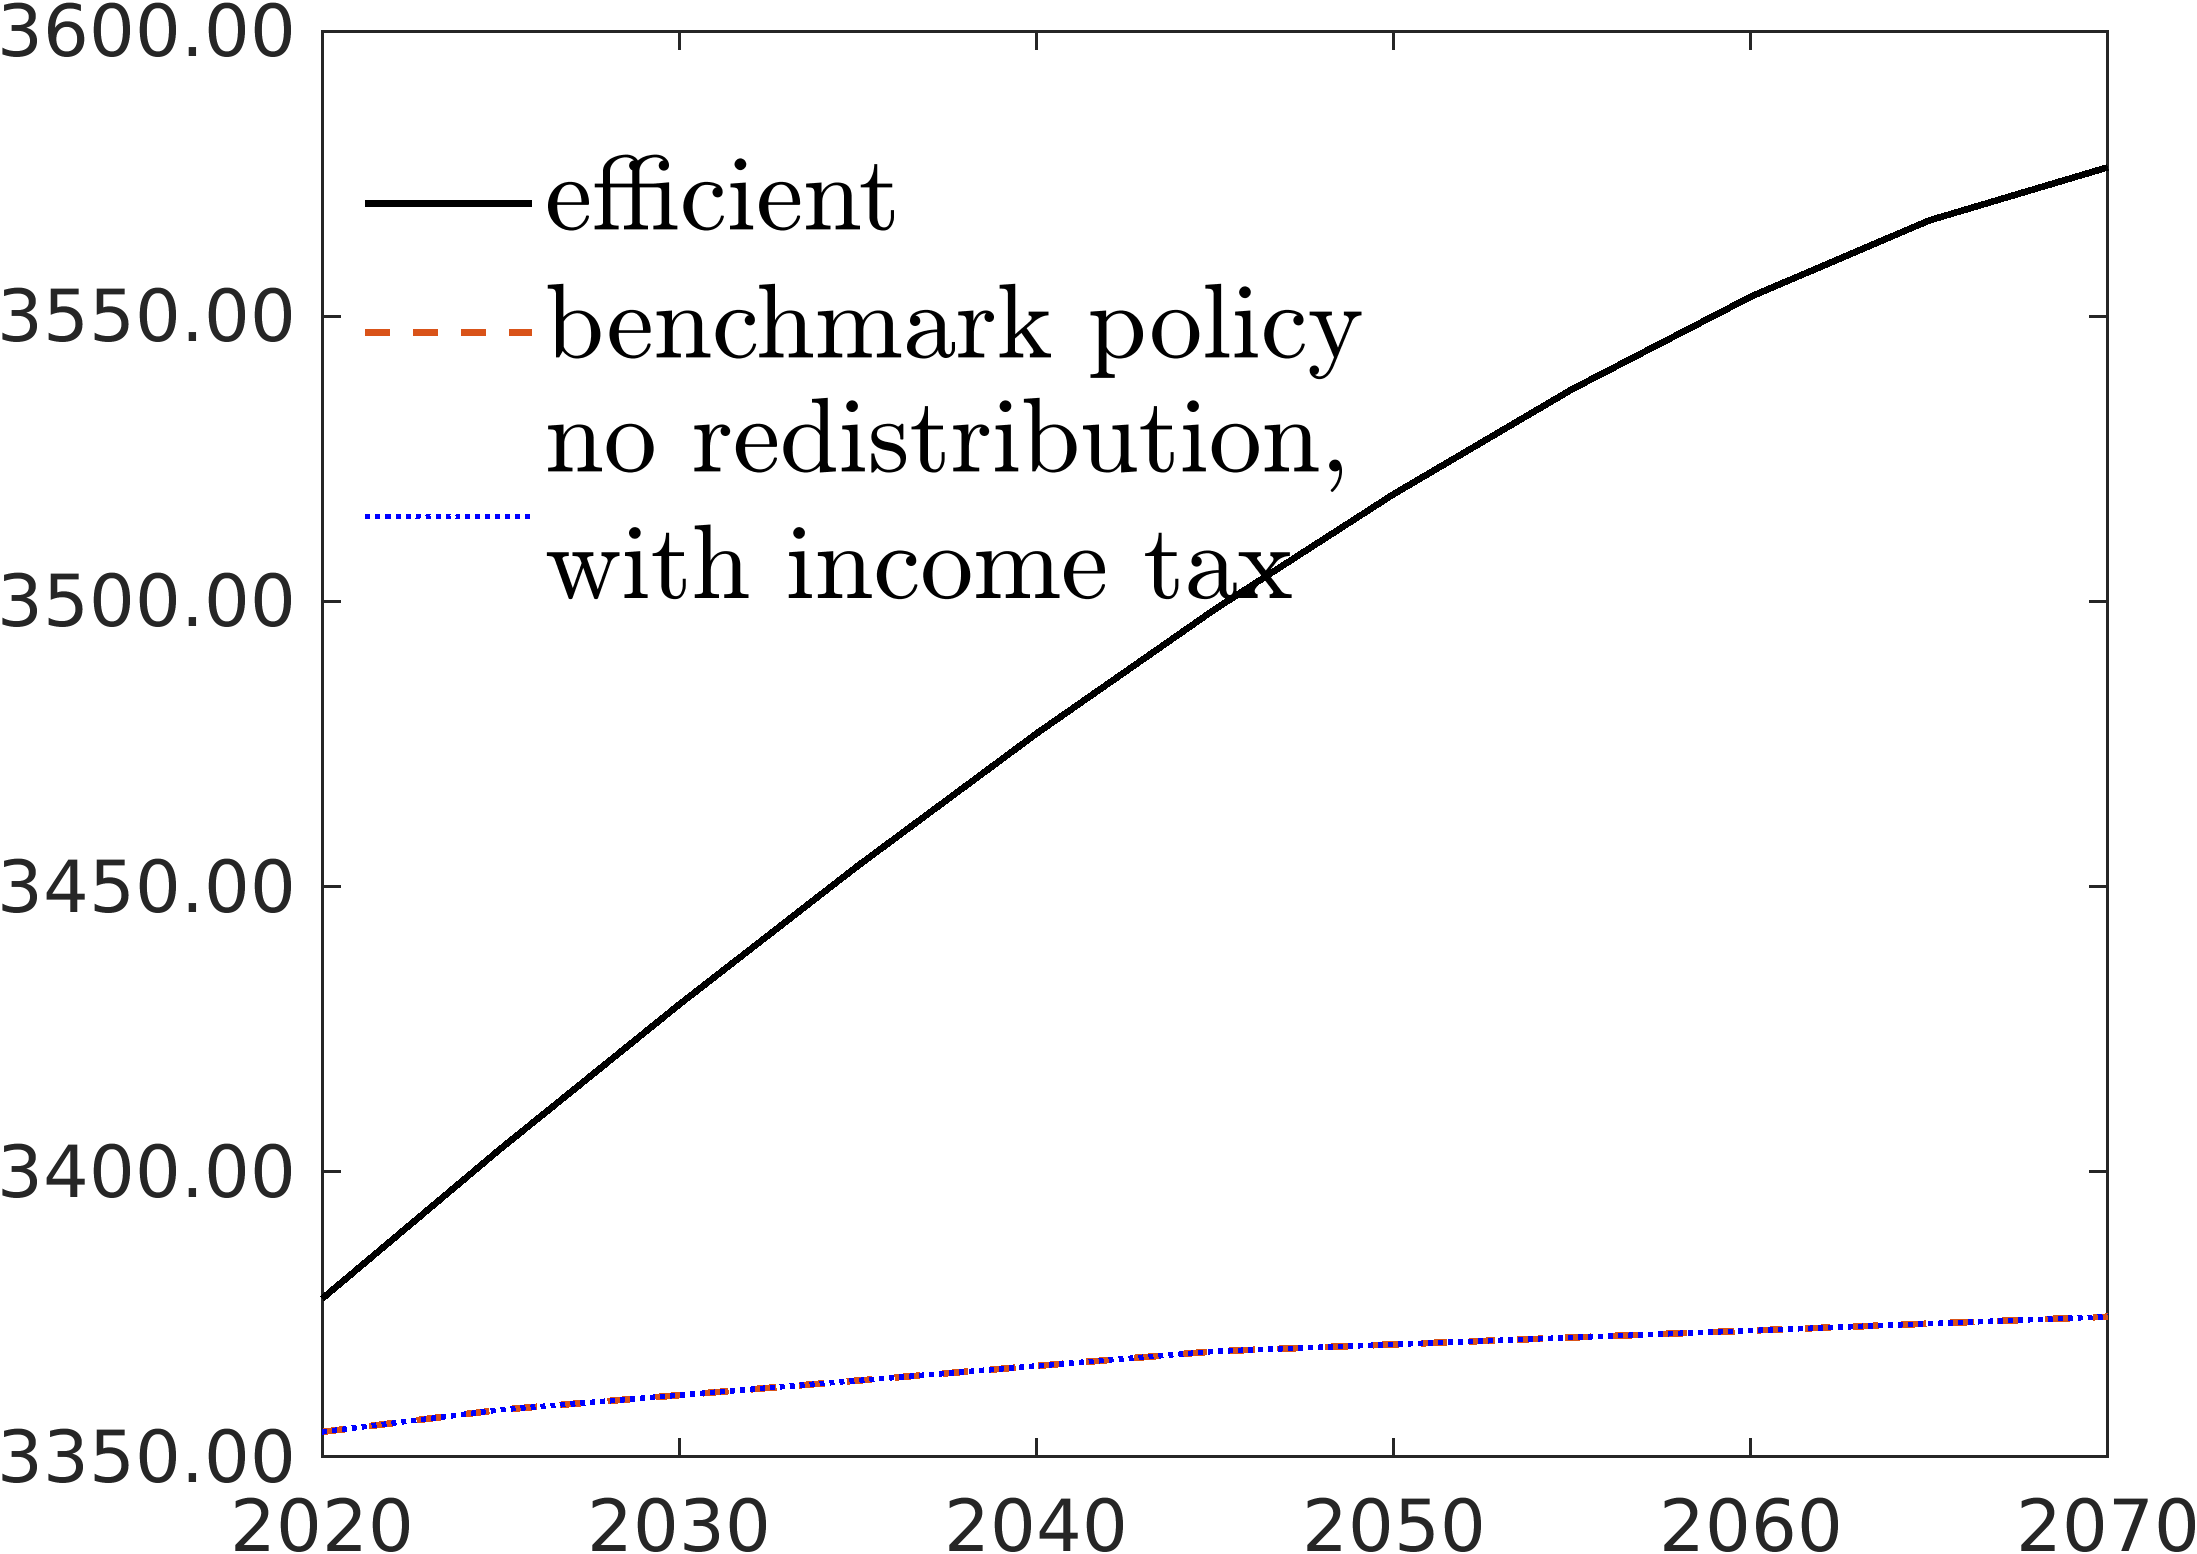 3600.00
efficient
3550.00
benchmark policy
no redistribution,
with income tax
3500.00
3450.00
3400.00
3350.00
2020 2030 2040 2050 2060 2070